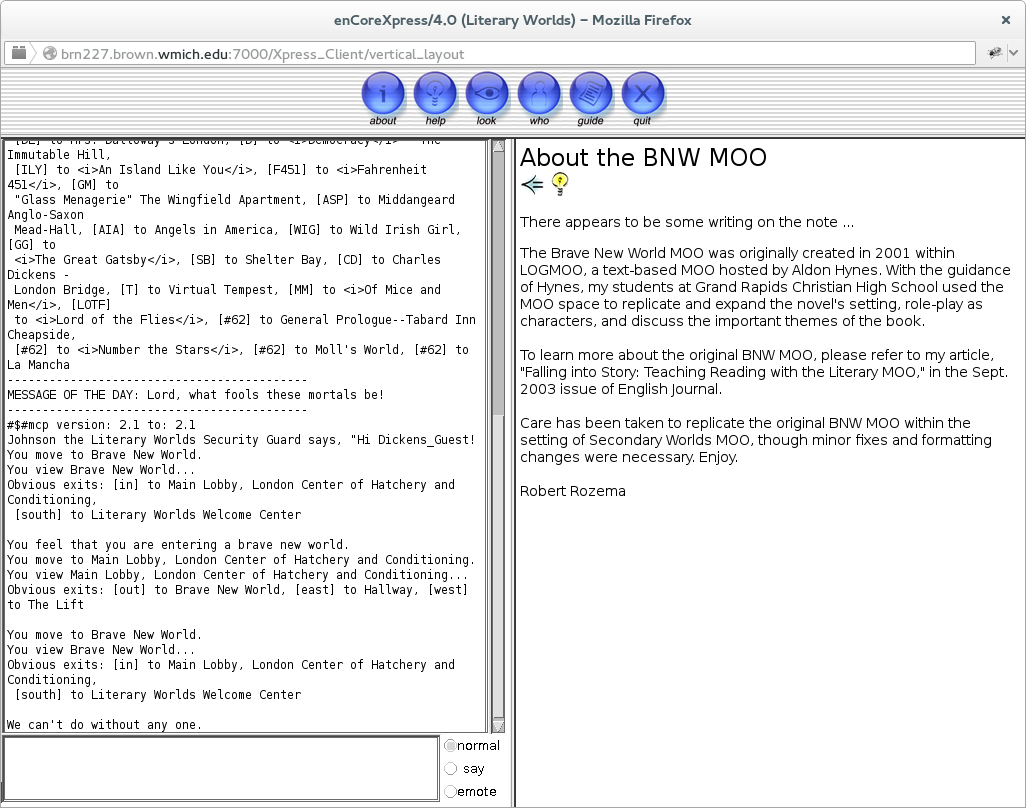 enCoreXpress/4.0 (Literary Worlds) – Mozilla Firefox
brn227.brown.wmich.edu:7000/Xpress_Client/vertical_layout
about help look who guide quit
[DL] to Mrs. Dalloway's London, [D] to <i>Democracy</i> -- The
Immutable Hill,
[ILY] to <i>An Island Like You</i>, [F451] to <i>Fahrenheit
451</i>, [GM] to
"Glass Menagerie" The Wingfield Apartment, [ASP] to Middangeard
Anglo-Saxon
Mead-Hall, [AIA] to Angels in America, [WIG] to Wild Irish Girl,
[GG] to
<i>The Great Gatsby</i>, [SB] to Shelter Bay, [CD] to Charles
Dickens -
London Bridge, [T] to Virtual Tempest, [MM] to <i>Of Mice and
Men</i>, [LOTF]
to <i>Lord of the Flies</i>, [#62] to General Prologue--Tabard Inn
Cheapside,
[#62] to <i>Number the Stars</i>, [#62] to Moll's World, [#62] to
La Mancha
-------------------------------------------
MESSAGE OF THE DAY: Lord, what fools these mortals be!
-------------------------------------------
#$#mcp version: 2.1 to: 2.1
Johnson the Literary Worlds Security Guard says, "Hi Dickens_Guest!
You move to Brave New World.
You view Brave New World...
Obvious exits: [in] to Main Lobby, London Center of Hatchery and
Conditioning,
[south] to Literary Worlds Welcome Center
You feel that you are entering a brave new world.
You move to Main Lobby, London Center of Hatchery and Conditioning.
You view Main Lobby, London Center of Hatchery and Conditioning...
Obvious exits: [out] to Brave New World, [east] to Hallway, [west]
to The Lift
You move to Brave New World.
You view Brave New World...
Obvious exits: [in] to Main Lobby, London Center of Hatchery and
Conditioning,
[south] to Literary Worlds Welcome Center
We can't do without any one.
normal
say
emote
About the BNW MOO
There appears to be some writing on the note ...
The Brave New World MOO was originally created in 2001 within
LOGMOO, a text-based MOO hosted by Aldon Hynes. With the guidance
of Hynes, my students at Grand Rapids Christian High School used the
MOO space to replicate and expand the novel's setting, role-play as
characters, and discuss the important themes of the book.
To learn more about the original BNW MOO, please refer to my article,
"Falling into Story: Teaching Reading with the Literary MOO," in the Sept.
2003 issue of English Journal.
Care has been taken to replicate the original BNW MOO within the
setting of Secondary Worlds MOO, though minor fixes and formatting
changes were necessary. Enjoy.
Robert Rozema